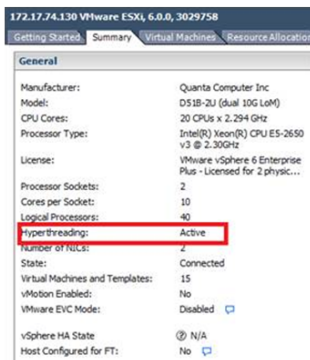 172.17.74.130 VMware ESXi, 6.0.0, 3029758
Getting Started Summary Virtual Machines Resource Allocation
General
Manufacturer: Quanta Computer Inc
Model: D51B-2U (dual 10G LoM)
CPU Cores: 20 CPUs x 2.294 GHz
Processor Type: Intel(R) Xeon(R) CPU E5-2650
v3 @ 2.30GHz
License: VMware vSphere 6 Enterprise
Plus - Licensed for 2 physic...
Processor Sockets: 2
Cores per Socket: 10
Logical Processors: 40
Hyperthreading: Active
Number of NICs: 2
State: Connected
Virtual Machines and Templates: 15
vMotion Enabled: No
VMware EVC Mode: Disabled
vSphere HA State N/A
Host Configured for FT: No